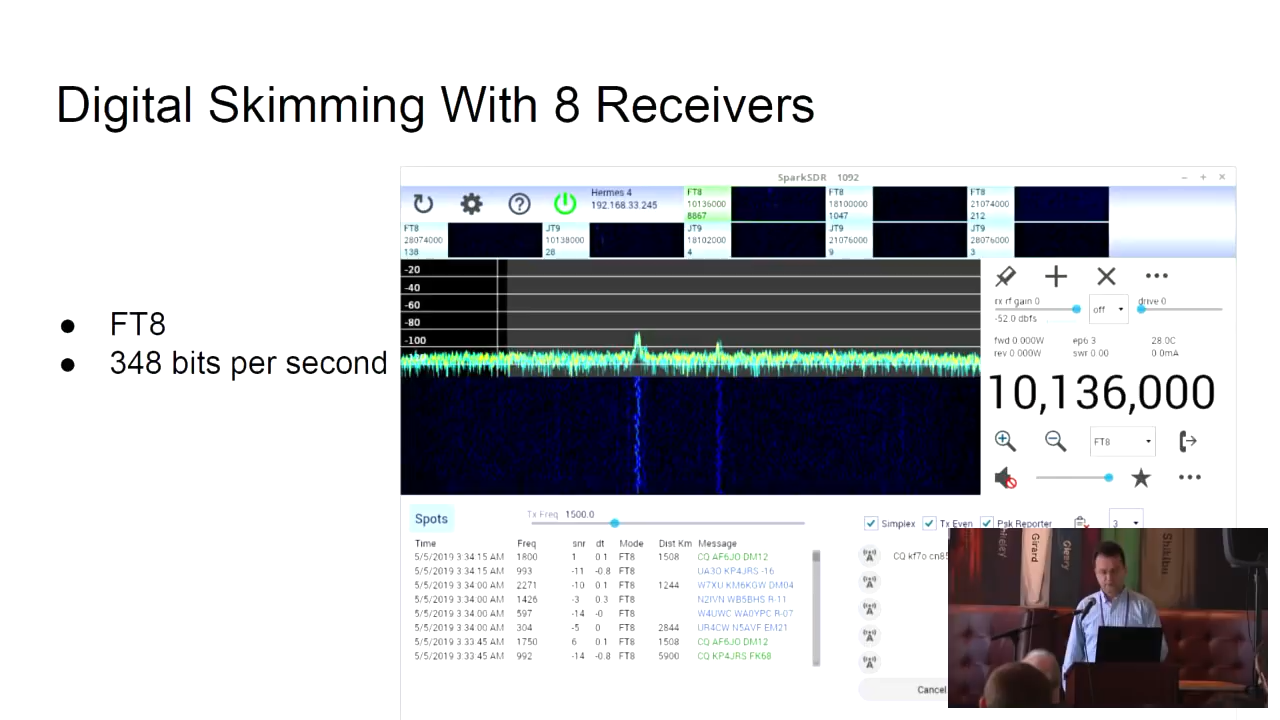 Digital Skimming With 8 Receivers
● FT8
● 348 bits per second
SparkSDR 1092
Hermes 4
192.168.33.245
FT8
10136000
8867
FT8
18100000
1047
FT8
21074000
212
FT8
28074000
138
JT9
10138000
28
JT9
18102000
4
JT9
21076000
9
JT9
28076000
3
-20
-40
-60
-80
-100
rx rf gain 0
-52.0 dbfs
off
drive 0
fwd 0.000W ep6 3 28.0C
rev 0.000W swr 0.00 0.0mA
10,136,000
FT8
Spots
Tx Freq 1500.0
Simplex Tx Even Psk Reporter
3
Time Freq snr dt Mode Dist Km Message
5/5/2019 3:34:15 AM 1800 1 0.1 FT8 1508 CQ AF6JO DM12
5/5/2019 3:34:15 AM 993 -11 -0.8 FT8 UA3O KP4JRS -16
5/5/2019 3:34:00 AM 2271 -10 0.1 FT8 1244 W7XU KM6KGW DM04
5/5/2019 3:34:00 AM 1426 -3 0.3 FT8 N2IVN WB5BHS R-11
5/5/2019 3:34:00 AM 597 -14 -0 FT8 W4UWC WA0YPC R-07
5/5/2019 3:34:00 AM 304 -5 0 FT8 2844 UR4CW N5AVF EM21
5/5/2019 3:33:45 AM 1750 6 0.1 FT8 1508 CQ AF6JO DM12
5/5/2019 3:33:45 AM 992 -14 -0.8 FT8 5900 CQ KP4JRS FK68
CQ kf7o cn85
Cancel
Girard
Cleary